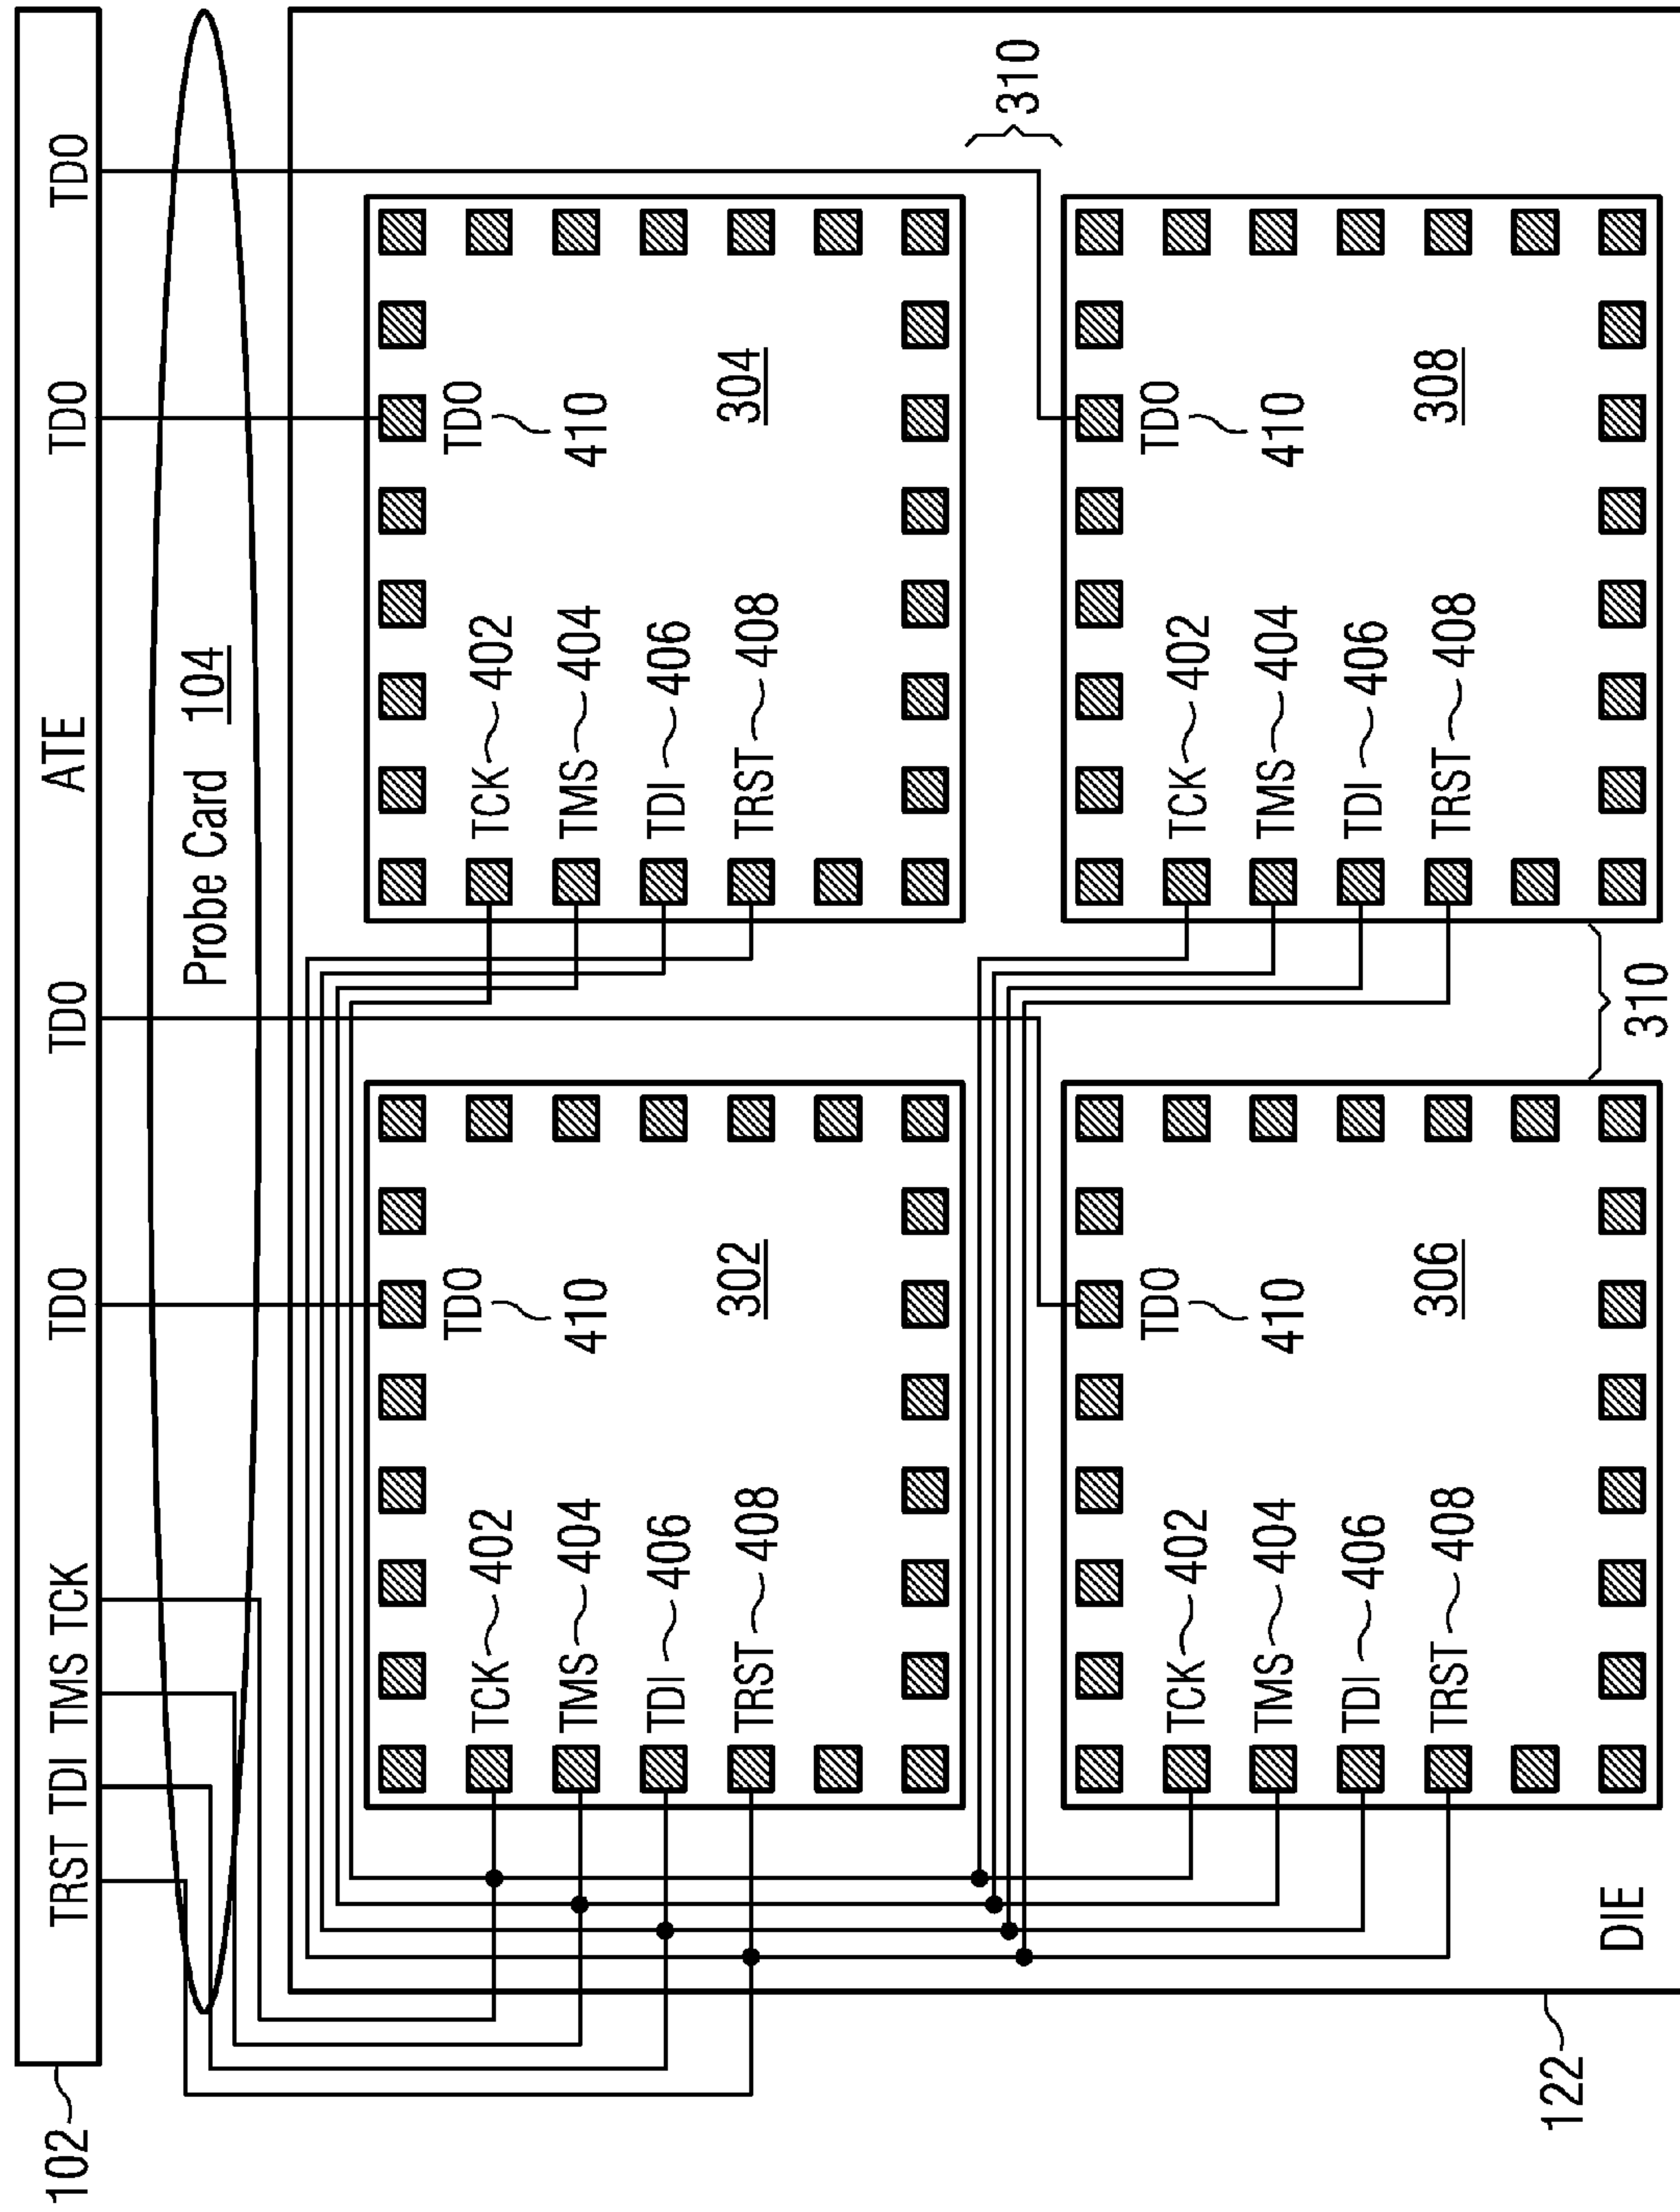 102
ATE
TRST TDI TMS TCK TDO TDO TDO TDO
Probe Card 104
TDO
410
TCK 402
TMS 404
TDI 406
TRST 408
302
TDO
410
TCK 402
TMS 404
TDI 406
TRST 408
304
310
TDO
410
TCK 402
TMS 404
TDI 406
TRST 408
306
TDO
410
TCK 402
TMS 404
TDI 406
TRST 408
308
310
DIE
122